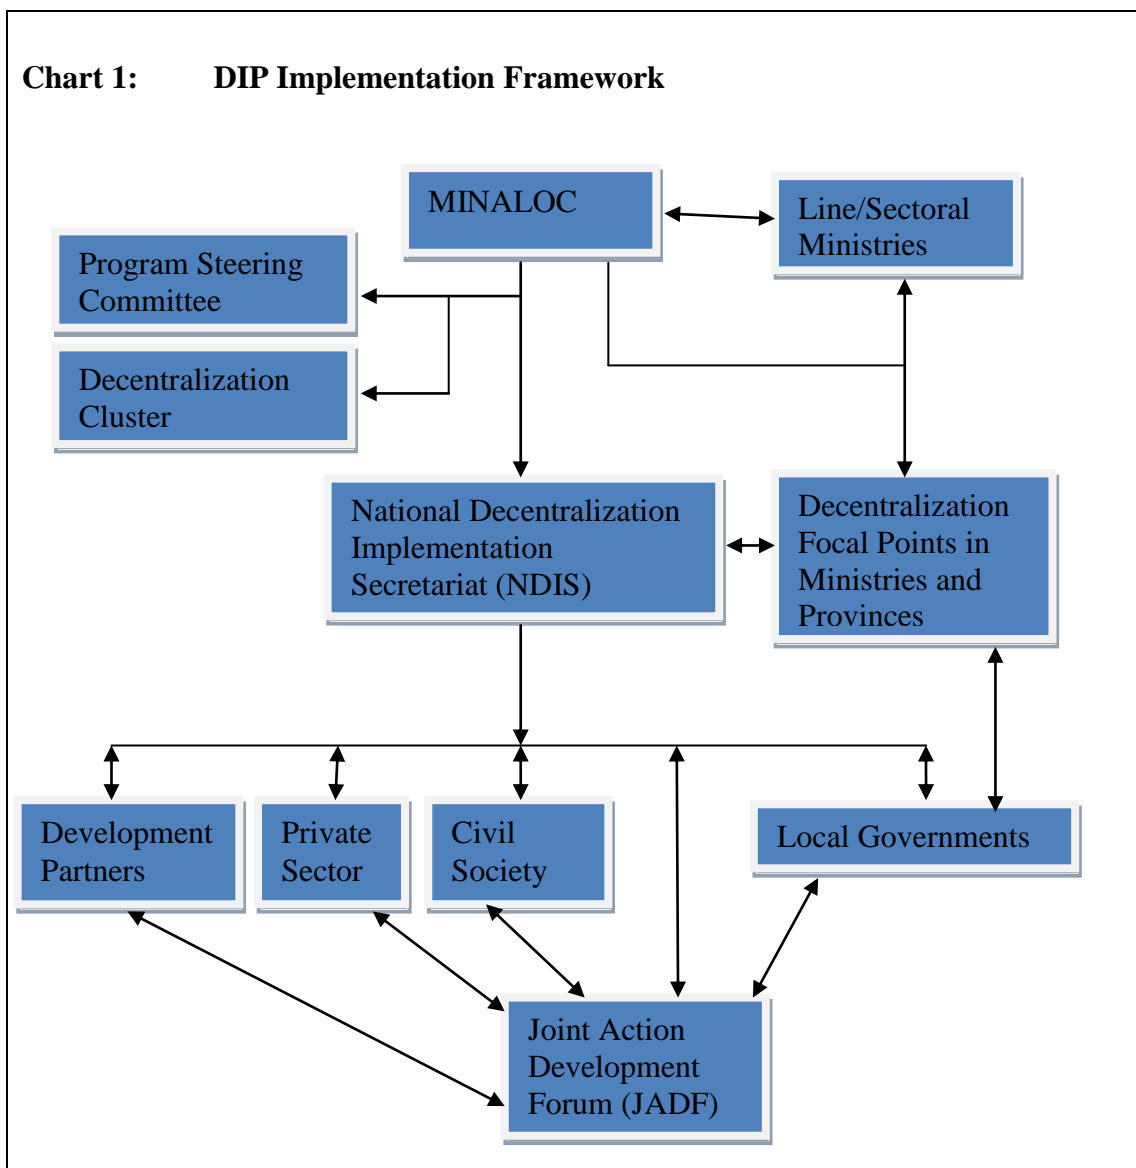 Chart 1: DIP Implementation Framework
MINALOC
Line/Sectoral
Ministries
Program Steering
Committee
Decentralization
Cluster
National Decentralization
Implementation
Secretariat (NDIS)
Decentralization
Focal Points in
Ministries and
Provinces
Development
Partners
Private
Sector
Civil
Society
Local Governments
Joint Action
Development
Forum (JADF)